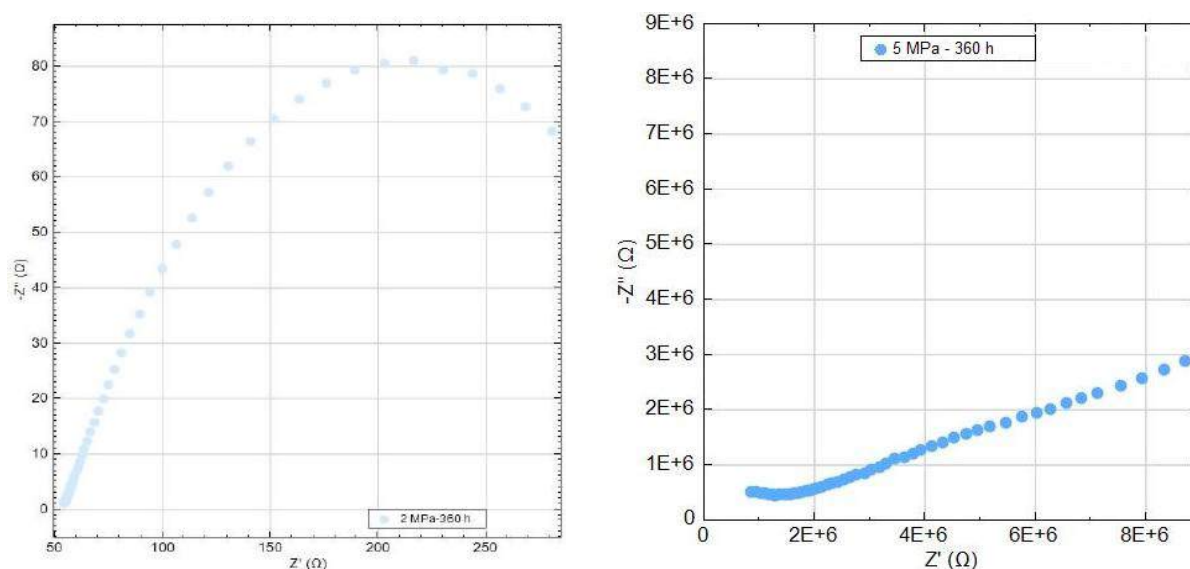 80
70
60
50
40
30
20
10
0
-Z" (Ω)
50
100
150
200
250
Z' (Ω)
2 MPa-360 h
9E+6
8E+6
7E+6
6E+6
5E+6
4E+6
3E+6
2E+6
1E+6
0
-Z" (Ω)
0
2E+6
4E+6
6E+6
8E+6
Z' (Ω)
5 MPa - 360 h